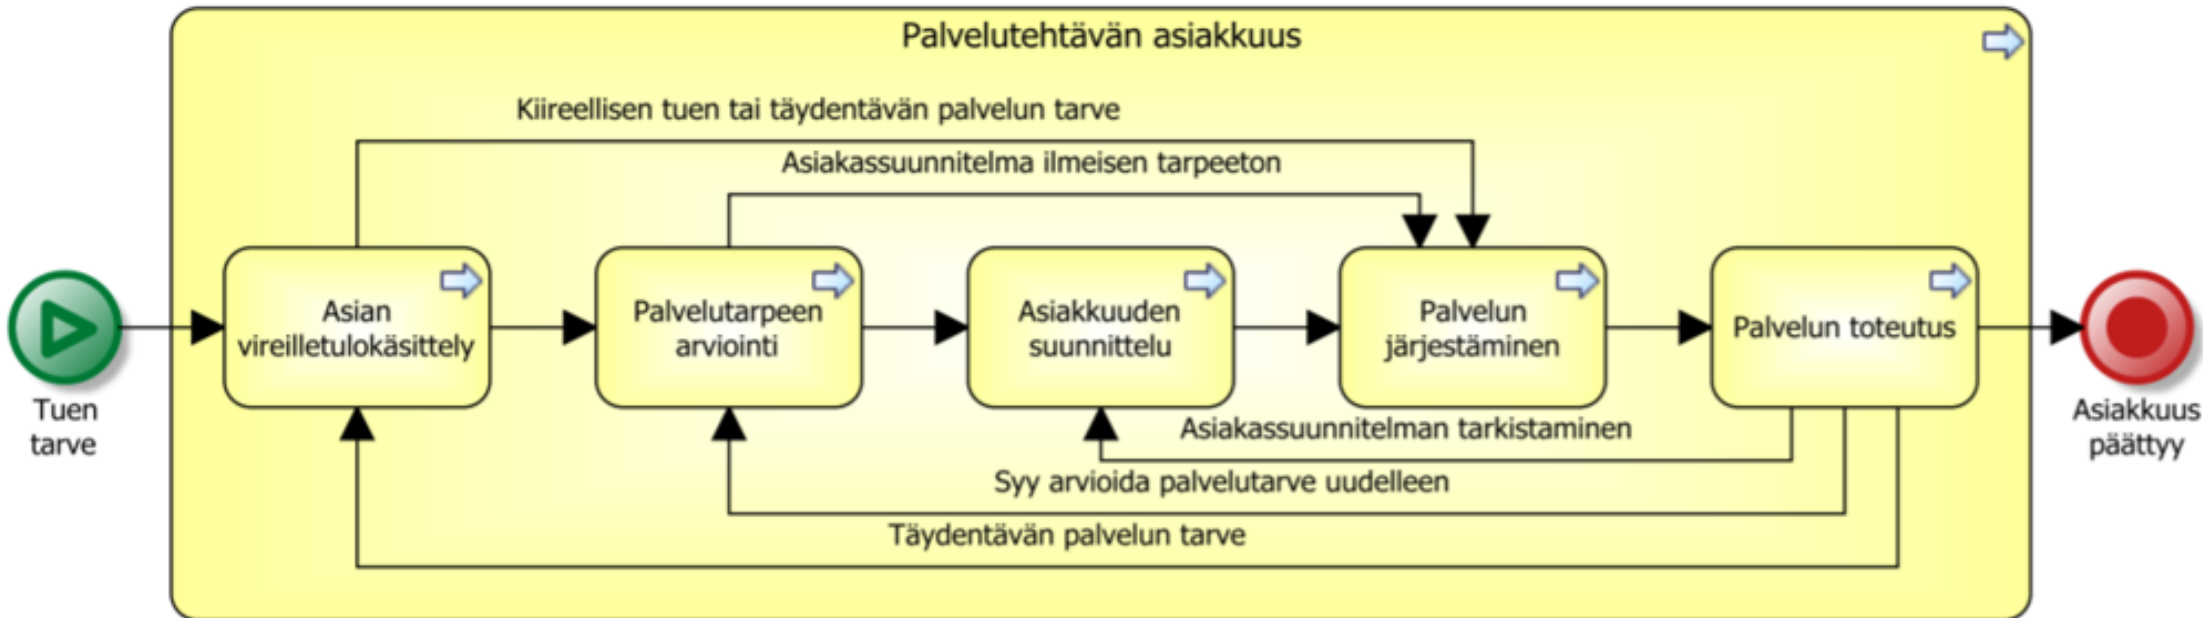 Palvelutehtävän asiakkuus
Kiireellisen tuen tai täydentävän palvelun tarve
Asiakassuunnitelma ilmeisen tarpeeton
Tuen
tarve
Asian
vireilletulokäsittely
Palvelutarpeen
arviointi
Asiakkuuden
suunnittelu
Palvelun
järjestäminen
Palvelun toteutus
Asiakkuus
päättyy
Asiakassuunnitelman tarkistaminen
Syy arvioida palvelutarve uudelleen
Täydentävän palvelun tarve